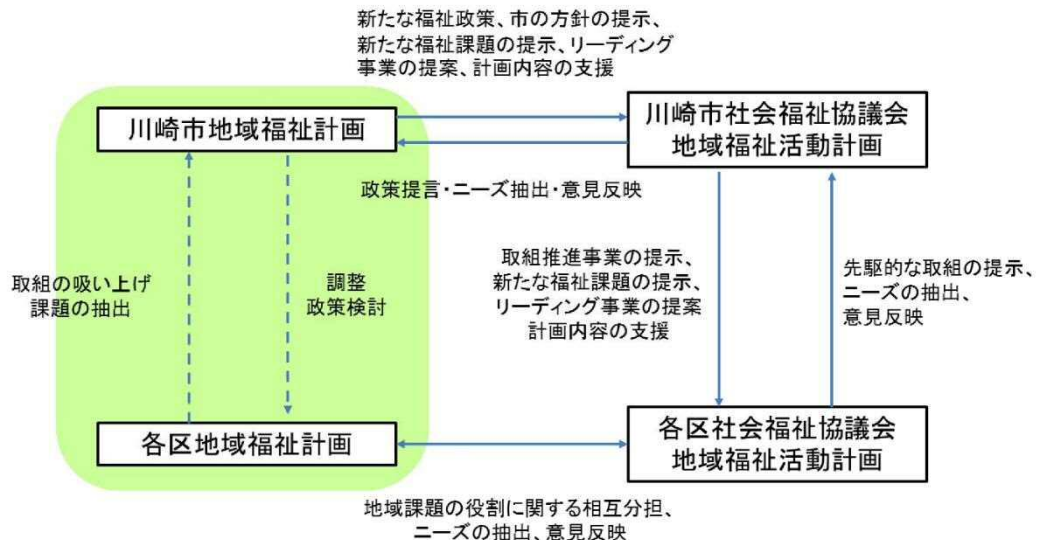 新たな福祉政策、市の方針の提示、
新たな福祉課題の提示、リーディング
事業の提案、計画内容の支援
川崎市地域福祉計画
川崎市社会福祉協議会
地域福祉活動計画
政策提言・ニーズ抽出・意見反映
取組の吸い上げ
課題の抽出
調整
政策検討
取組推進事業の提示、
新たな福祉課題の提示、
リーディング事業の提案
計画内容の支援
先駆的な取組の提示、
ニーズの抽出、
意見反映
各区地域福祉計画
各区社会福祉協議会
地域福祉活動計画
地域課題の役割に関する相互分担、
ニーズの抽出、意見反映